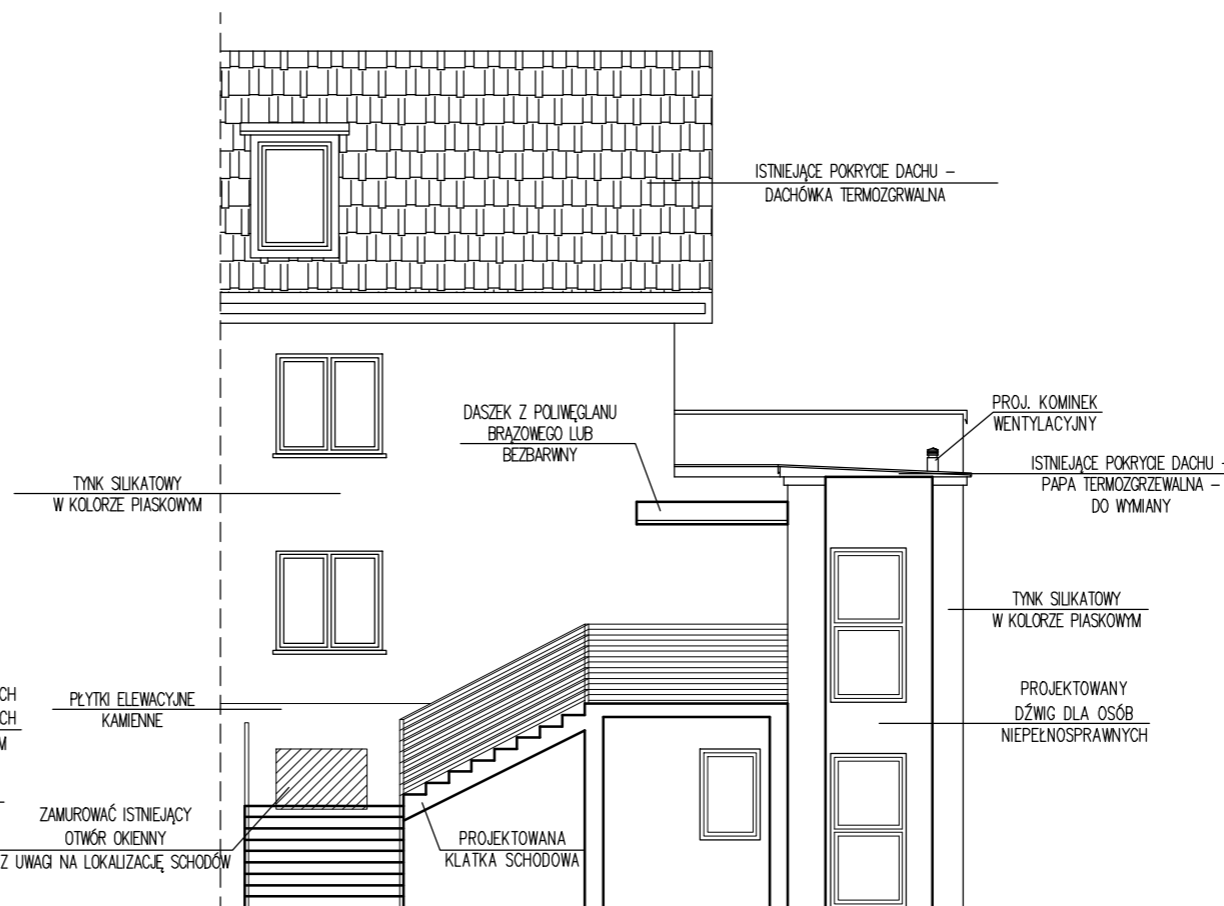 ISTNIEJĄCE POKRYCIE DACHU –
DACHÓWKA TERMOZGRWALNA
DASZEK Z POLIWĘGLANU
BRĄZOWEGO LUB
BEZBARWNY
PROJ. KOMINEK
WENTYLACYJNY
ISTNIEJĄCE POKRYCIE DACHU –
PAPA TERMOZGRZEWALNA –
DO WYMIANY
TYNK SILIKATOWY
W KOLORZE PIASKOWYM
TYNK SILIKATOWY
W KOLORZE PIASKOWYM
CH
CH
M
PŁYTKI ELEWACYJNE
KAMIENNE
PROJEKTOWANY
DŹWIG DLA OSÓB
NIEPEŁNOSPRAWNYCH
ZAMUROWAĆ ISTNIEJĄCY
OTWÓR OKIENNY
Z UWAGI NA LOKALIZACJĘ SCHODÓW
PROJEKTOWANA
KLATKA SCHODOWA